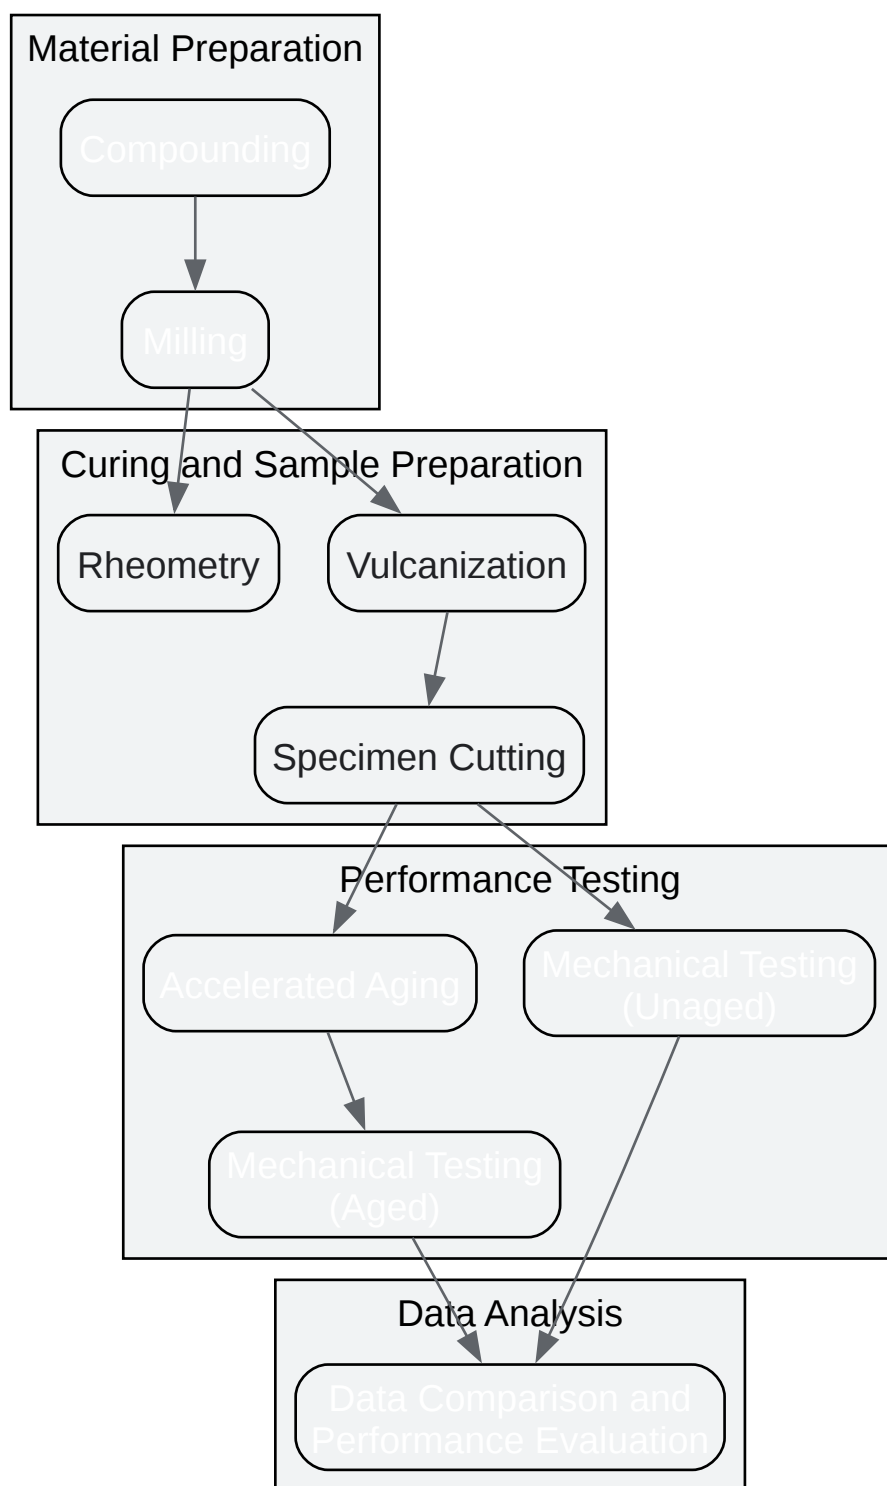 Material Preparation
Compounding
Milling
Curing and Sample Preparation
Rheometry
Vulcanization
Specimen Cutting
Performance Testing
Accelerated Aging
Mechanical Testing
(Unaged)
Mechanical Testing
(Aged)
Data Analysis
Data Comparison and
Performance Evaluation